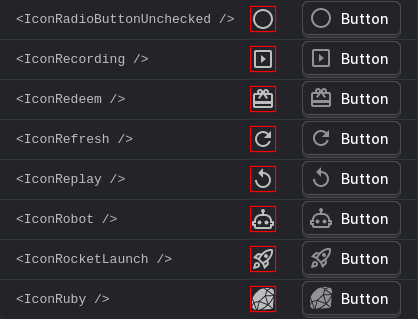 <IconRadioButtonUnchecked /> Button
<IconRecording /> Button
<IconRedeem /> Button
<IconRefresh /> Button
<IconReplay /> Button
<IconRobot /> Button
<IconRocketLaunch /> Button
<IconRuby /> Button